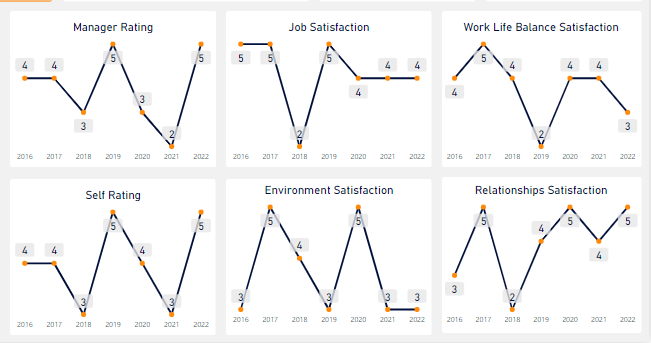 Manager Rating
4 4 3 5 3 2 5
2016 2017 2018 2019 2020 2021 2022
Job Satisfaction
5 5 2 5 4 4 4
2016 2017 2018 2019 2020 2021 2022
Work Life Balance Satisfaction
4 5 4 2 4 4 3
2016 2017 2018 2019 2020 2021 2022
Self Rating
4 4 3 5 4 3 5
2016 2017 2018 2019 2020 2021 2022
Environment Satisfaction
3 5 4 3 5 3 3
2016 2017 2018 2019 2020 2021 2022
Relationships Satisfaction
3 5 2 4 5 4 5
2016 2017 2018 2019 2020 2021 2022